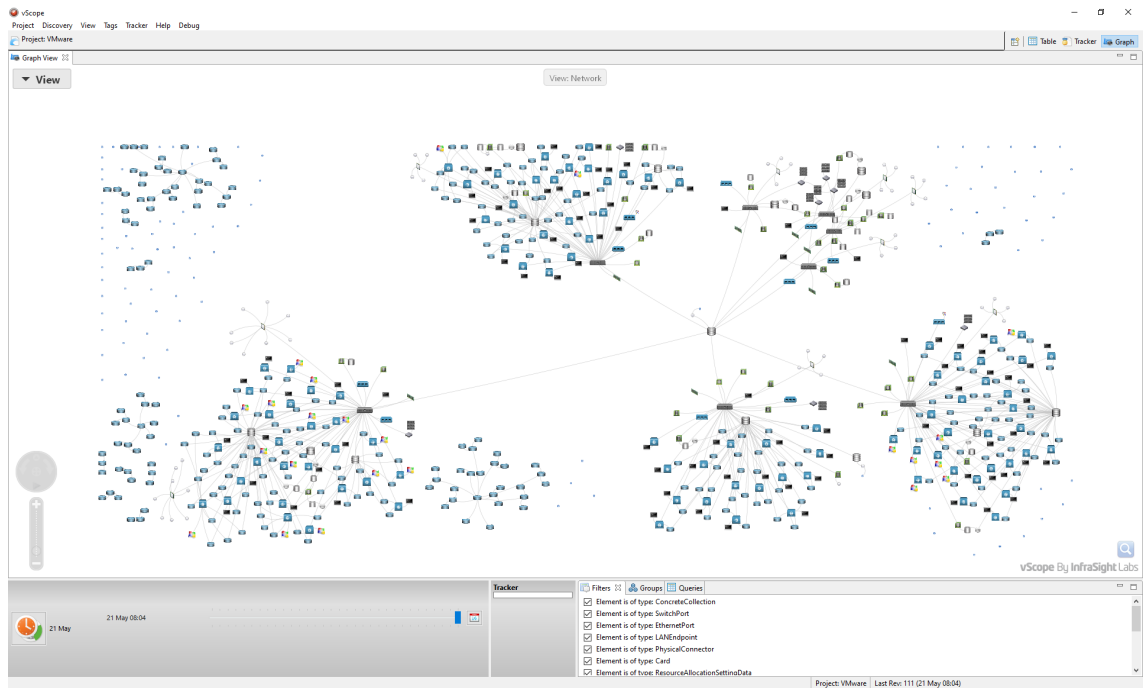 vScope
Project Discovery View Tags Tracker Help Debug
Project: VMware
Table Tracker Graph
Graph View
View
View: Network
vScope By InfraSight Labs
21 May
21 May 08:04
Tracker
Filters Groups Queries
Element is of type: ConcreteCollection
Element is of type: SwitchPort
Element is of type: EthernetPort
Element is of type: LANEndpoint
Element is of type: PhysicalConnector
Element is of type: Card
Element is of type: ResourceAllocationSettingData
Project: VMware Last Rev: 111 (21 May 08:04)